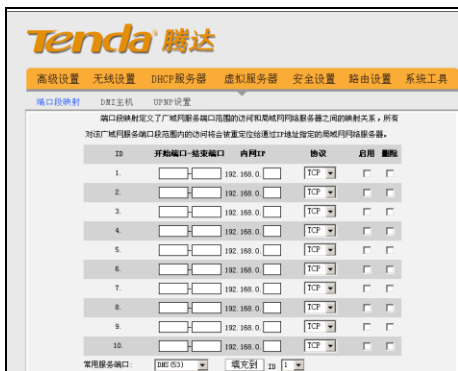 Tenda 腾达
高级设置 无线设置 DHCP服务器 虚拟服务器 安全设置 路由设置 系统工具
端口段映射 DMZ主机 UPNP设置
端口段映射定义了广域网服务端口范围的访问和局域网网络服务器之间的映射关系，所有
对该广域网服务端口段范围内的访问将会被重定位给通过IP地址指定的局域网网络服务器。
ID 开始端口-结束端口 内网IP 协议 启用 删除
1. - 192.168.0. TCP
2. - 192.168.0. TCP
3. - 192.168.0. TCP
4. - 192.168.0. TCP
5. - 192.168.0. TCP
6. - 192.168.0. TCP
7. - 192.168.0. TCP
8. - 192.168.0. TCP
9. - 192.168.0. TCP
10. - 192.168.0. TCP
常用服务端口: DNS(53) 填充到 ID 1